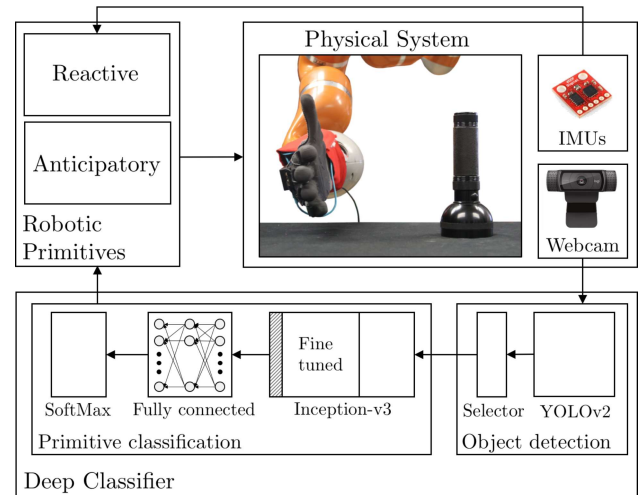 Reactive
Anticipatory
Robotic
Primitives
Physical System
IMUs
Webcam
SoftMax
Fully connected
Fine
tuned
Inception-v3
Primitive classification
Selector
YOLOv2
Object detection
Deep Classifier